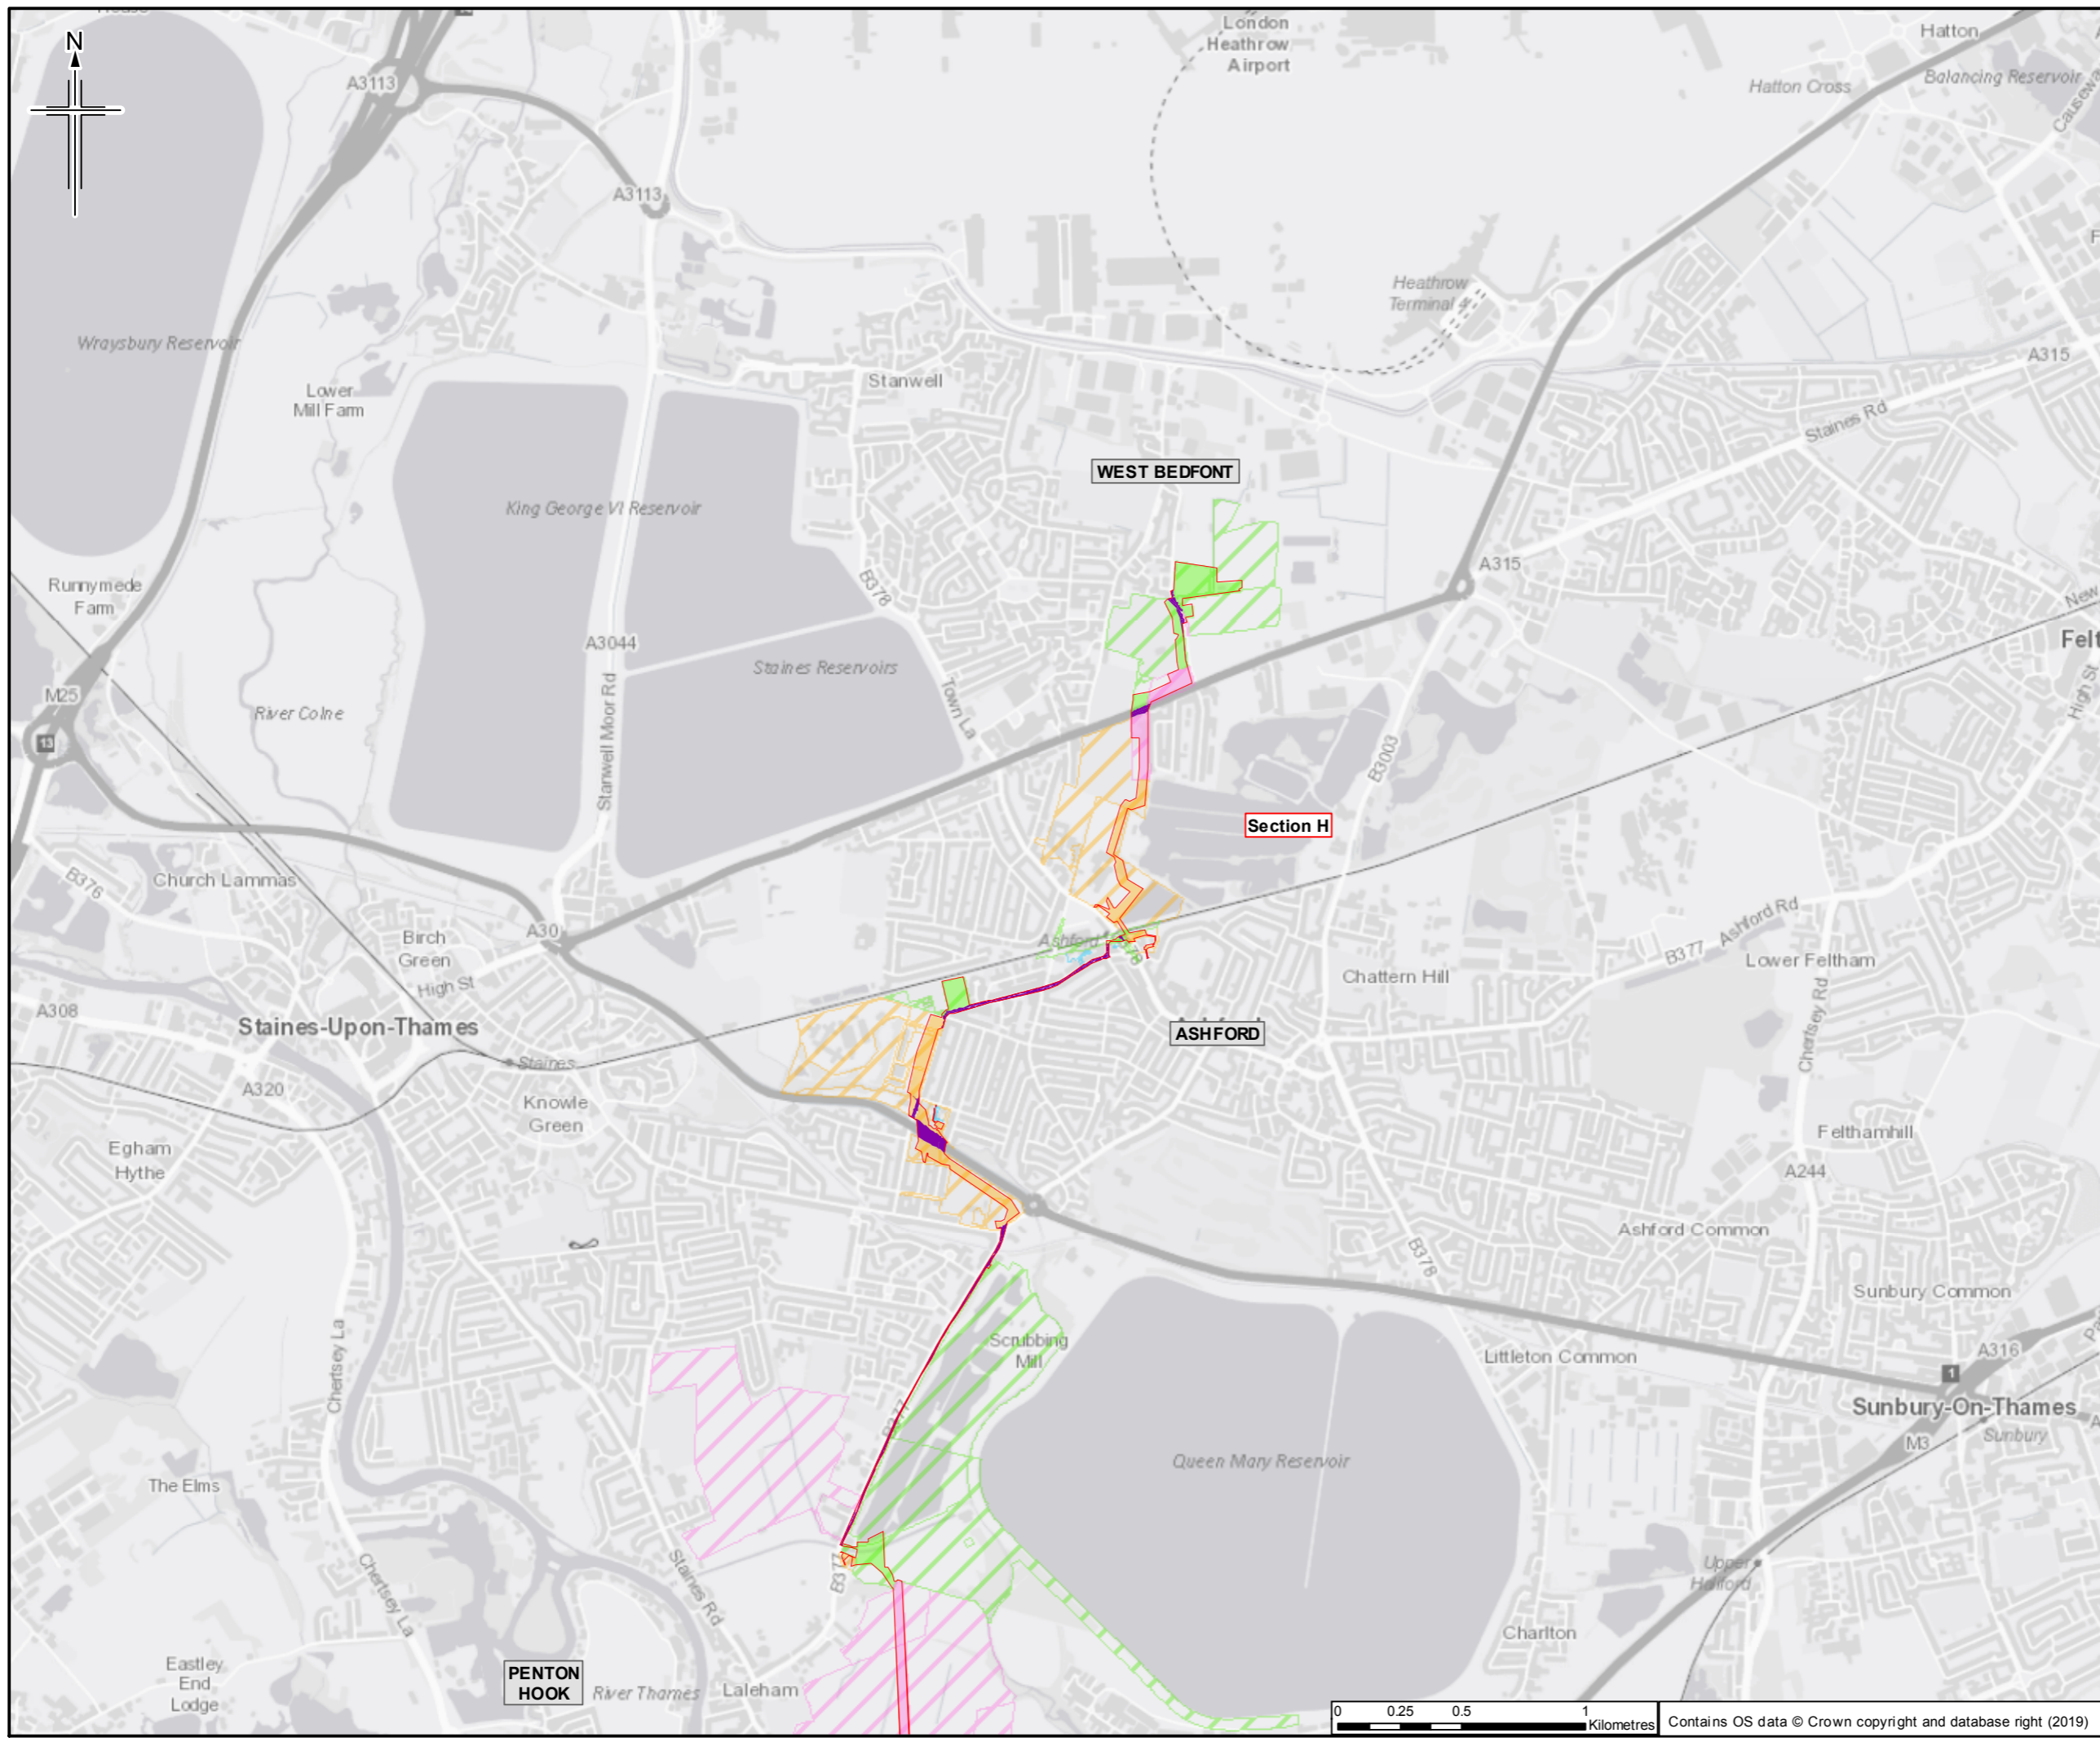 N
A3113
London
Heathrow
Airport
Hatton
Hatton Cross
Balancing Reservoir
A3113
Heathrow
Terminal 4
Wraysbury Reservoir
Lower
Mill Farm
Stanwell
A315
Staines Rd
WEST BEDFONT
King George VI Reservoir
A315
B378
Runnymede
Farm
A3044
Staines Reservoirs
High St
M25
River Colne
Town La
13
Stanwell Moor Rd
B3003
Section H
B376
Church Lammas
A30
Birch
Green
High St
Ashford
B377
Ashford Rd
Lower Feltham
Chattern Hill
A308
Staines-Upon-Thames
ASHFORD
Chertsey Rd
Staines
A320
Knowle
Green
Egham
Hythe
Felthamhill
A244
Ashford Common
B378
Sunbury Common
Scrubbing
Mill
Littleton Common
A316
1
Chertsey La
Sunbury-On-Thames
B377
M3
Sunbury
Queen Mary Reservoir
The Elms
B377
Staines Rd
Chertsey La
Upper
Halliford
Charlton
Eastley
End
Lodge
PENTON
HOOK
River Thames
Laleham
0 0.25 0.5 1
Kilometres
Contains OS data © Crown copyright and database right (2019)